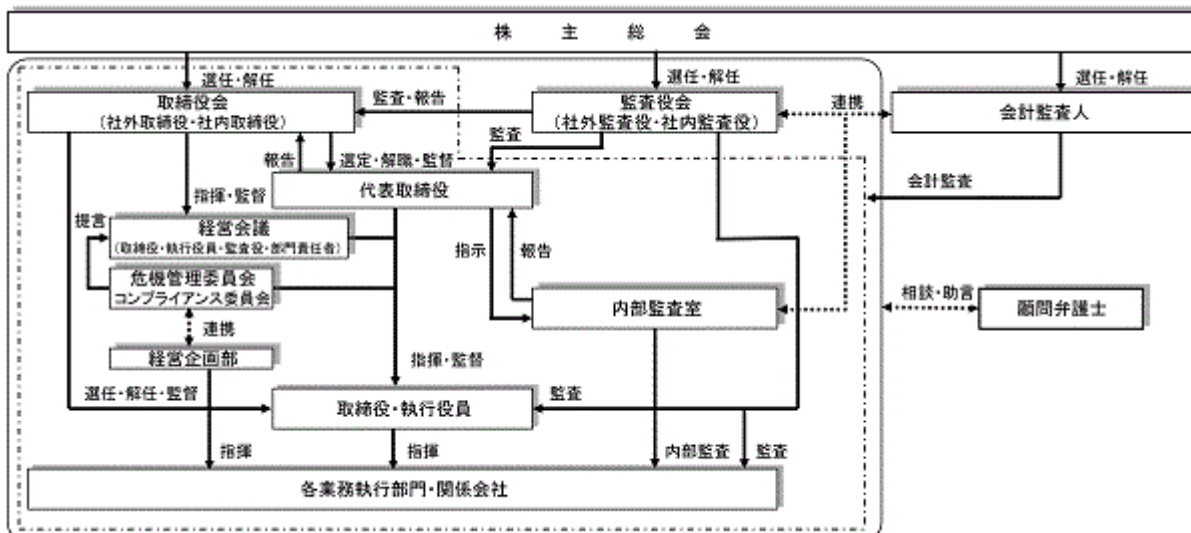 株主総会
選任・解任
選任・解任
選任・解任
取締役会
(社外取締役・社内取締役)
監査・報告
監査役会
(社外監査役・社内監査役)
連携
会計監査人
監査
報告
選定・解職・監督
代表取締役
会計監査
指揮・監督
提言
経営会議
(取締役・執行役員・監査役・部門責任者)
指示
報告
危機管理委員会
コンプライアンス委員会
内部監査室
相談・助言
顧問弁護士
連携
経営企画部
指揮・監督
選任・解任・監督
取締役・執行役員
監査
指揮
指揮
内部監査
監査
各業務執行部門・関係会社